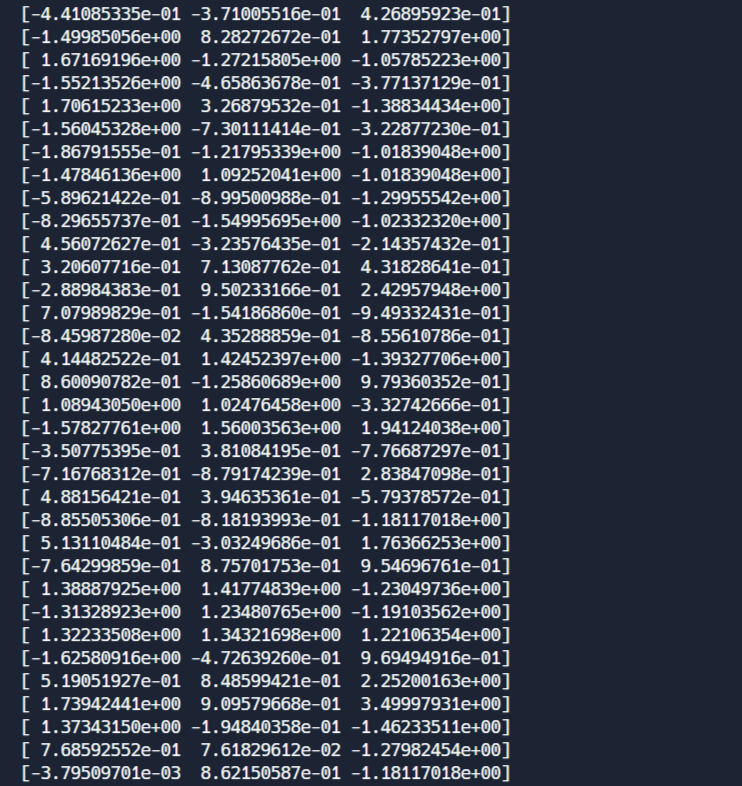 [-4.41085335e-01 -3.71005516e-01  4.26895923e-01]
[-1.49985056e+00  8.28272672e-01  1.77352797e+00]
[ 1.67169196e+00 -1.27215805e+00 -1.05785223e+00]
[-1.55213526e+00 -4.65863678e-01 -3.77137129e-01]
[ 1.70615233e+00  3.26879532e-01 -1.38834434e+00]
[-1.56045328e+00 -7.30111414e-01 -3.22877230e-01]
[-1.86791555e-01 -1.21795339e+00 -1.01839048e+00]
[-1.47846136e+00  1.09252041e+00 -1.01839048e+00]
[-5.89621422e-01 -8.99500988e-01 -1.29955542e+00]
[-8.29655737e-01 -1.54995695e+00 -1.02332320e+00]
[ 4.56072627e-01 -3.23576435e-01 -2.14357432e-01]
[ 3.20607716e-01  7.13087762e-01  4.31828641e-01]
[-2.88984383e-01  9.50233166e-01  2.42957948e+00]
[ 7.07989829e-01 -1.54186860e-01 -9.49332431e-01]
[-8.45987280e-02  4.35288859e-01 -8.55610786e-01]
[ 4.14482522e-01  1.42452397e+00 -1.39327706e+00]
[ 8.60090782e-01 -1.25860689e+00  9.79360352e-01]
[ 1.08943050e+00  1.02476458e+00 -3.32742666e-01]
[-1.57827761e+00  1.56003563e+00  1.94124038e+00]
[-3.50775395e-01  3.81084195e-01 -7.76687297e-01]
[-7.16768312e-01 -8.79174239e-01  2.83847098e-01]
[ 4.88156421e-01  3.94635361e-01 -5.79378572e-01]
[-8.85505306e-01 -8.18193993e-01 -1.18117018e+00]
[ 5.13110484e-01 -3.03249686e-01  1.76366253e+00]
[-7.64299859e-01  8.75701753e-01  9.54696761e-01]
[ 1.38887925e+00  1.41774839e+00 -1.23049736e+00]
[-1.31328923e+00  1.23480765e+00 -1.19103562e+00]
[ 1.32233508e+00  1.34321698e+00  1.22106354e+00]
[-1.62580916e+00 -4.72639260e-01  9.69494916e-01]
[ 5.19051927e-01  8.48599421e-01  2.25200163e+00]
[ 1.73942441e+00  9.09579668e-01  3.49997931e-01]
[ 1.37343150e+00 -1.94840358e-01 -1.46233511e+00]
[ 7.68592552e-01  7.61829612e-02 -1.27982454e+00]
[-3.79509701e-03  8.62150587e-01 -1.18117018e+00]